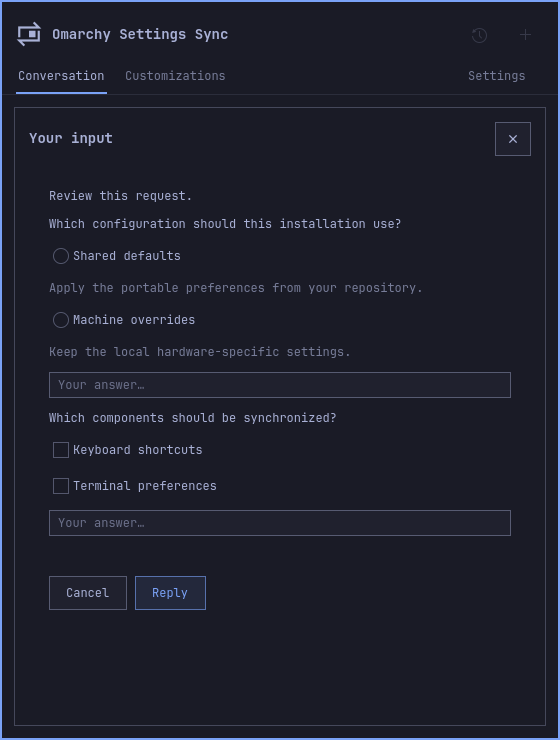 Omarchy Settings Sync
Conversation Customizations Settings
Your input
Review this request.
Which configuration should this installation use?
Shared defaults
Apply the portable preferences from your repository.
Machine overrides
Keep the local hardware-specific settings.
Your answer…
Which components should be synchronized?
Keyboard shortcuts
Terminal preferences
Your answer…
Cancel Reply